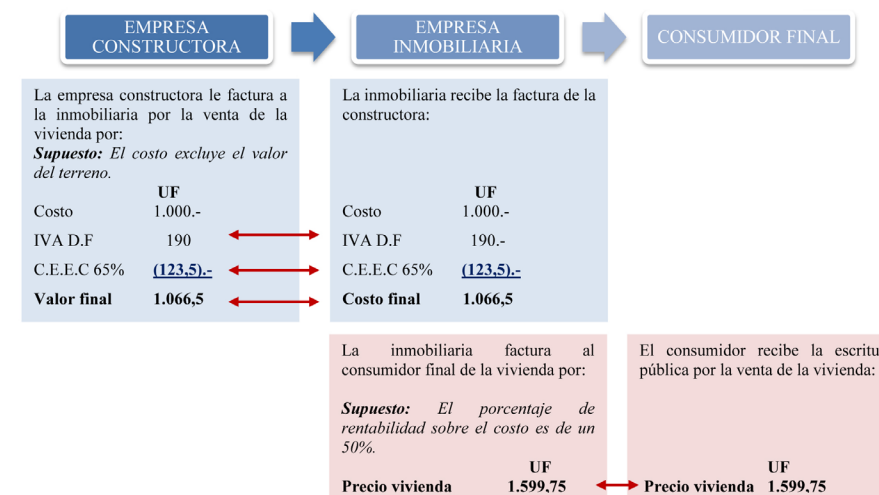 EMPRESA
CONSTRUCTORA
EMPRESA
INMOBILIARIA
CONSUMIDOR FINAL
La empresa constructora le factura a
la inmobiliaria por la venta de la
vivienda por:
Supuesto: El costo excluye el valor
del terreno.
UF
Costo 1.000.-
IVA D.F 190
C.E.E.C 65% (123,5).-
Valor final 1.066,5
La inmobiliaria recibe la factura de la
constructora:
UF
Costo 1.000.-
IVA D.F 190.-
C.E.E.C 65% (123,5).-
Costo final 1.066,5
La inmobiliaria factura al
consumidor final de la vivienda por:
Supuesto: El porcentaje de
rentabilidad sobre el costo es de un
50%.
UF
Precio vivienda 1.599,75
El consumidor recibe la escritu
pública por la venta de la vivienda:
UF
Precio vivienda 1.599,75